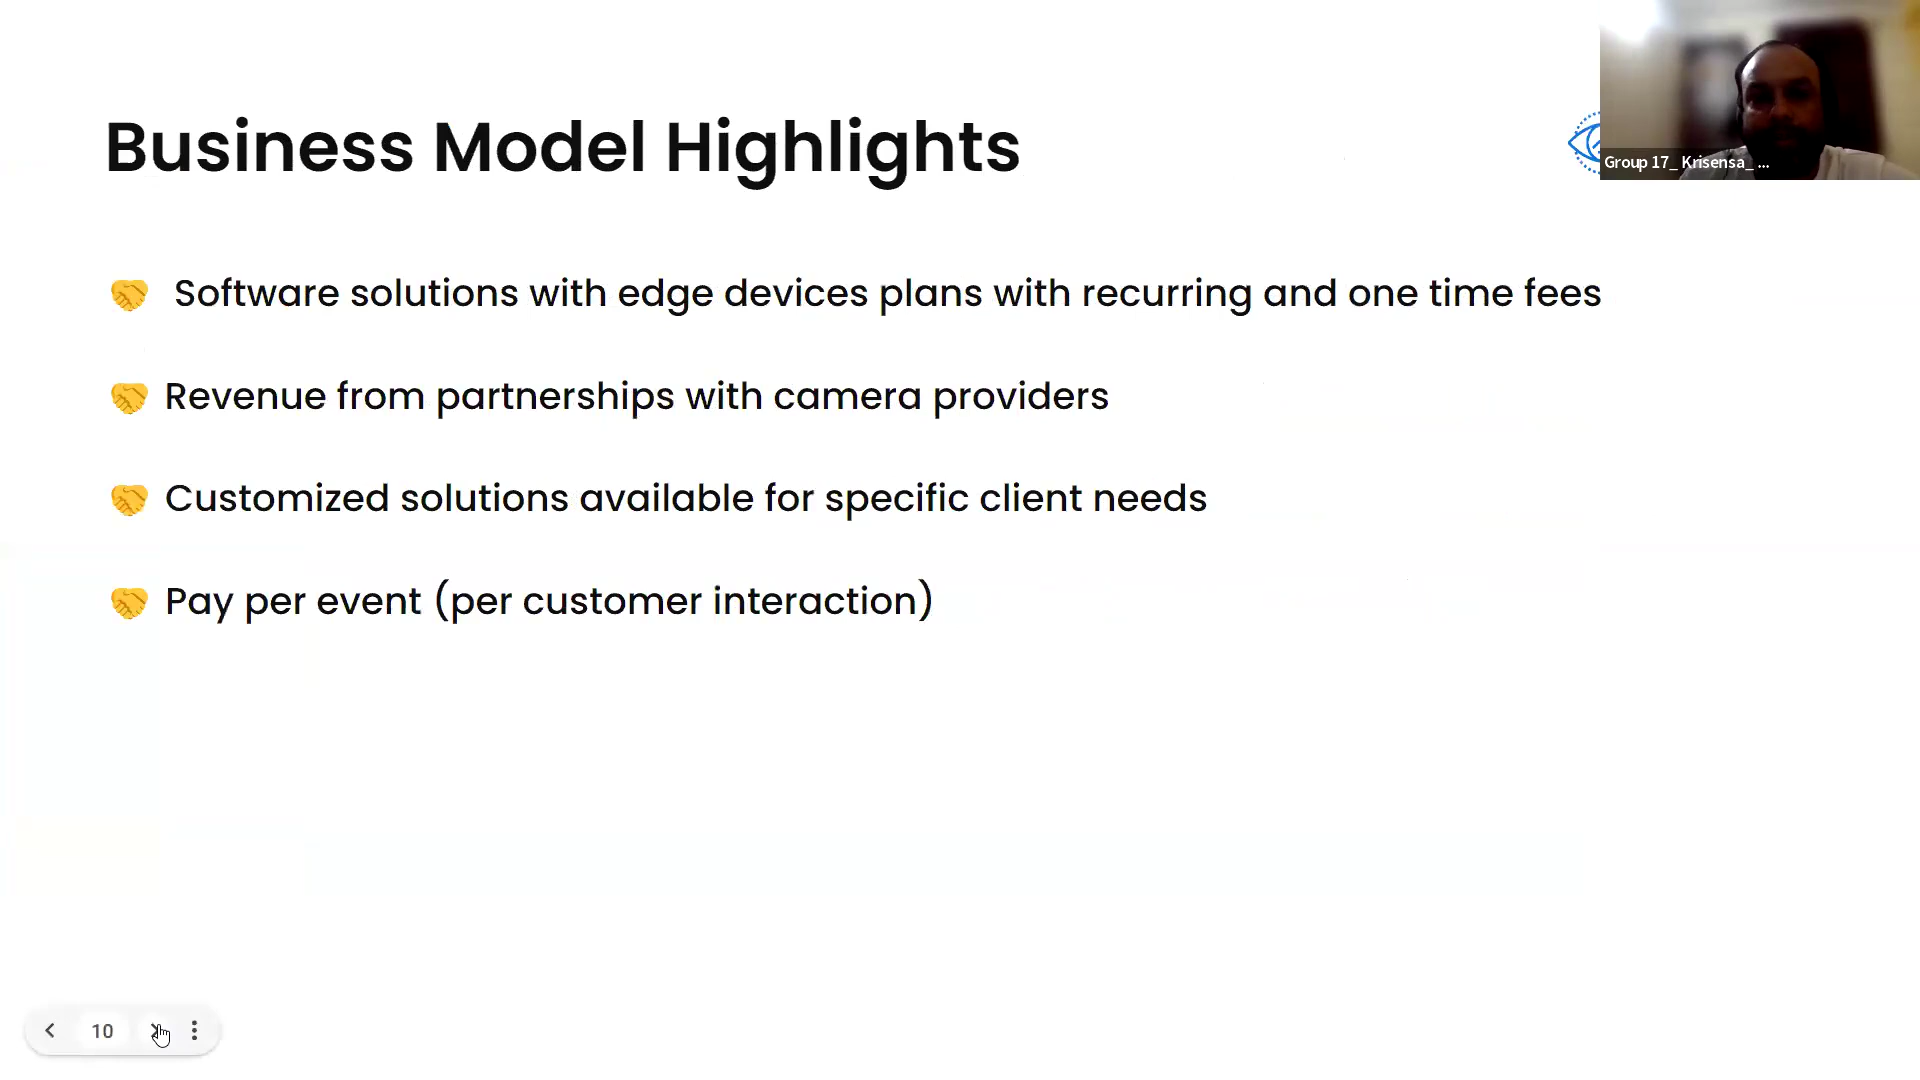 Business Model Highlights
Group 17_ Krisensa_ ...
Software solutions with edge devices plans with recurring and one time fees
Revenue from partnerships with camera providers
Customized solutions available for specific client needs
Pay per event (per customer interaction)
10